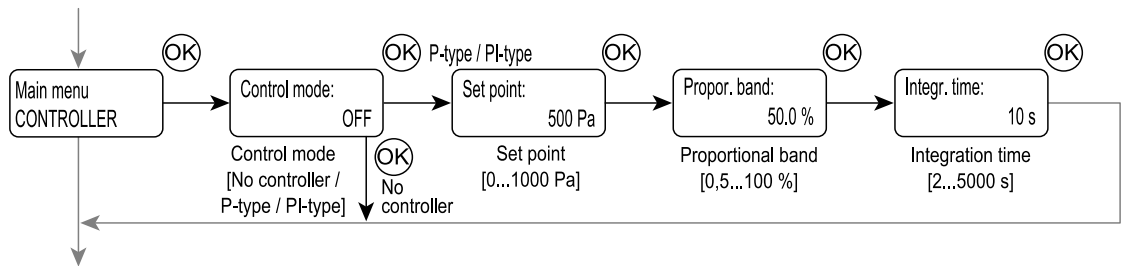 OK
OK
P-type / PI-type
OK
OK
OK
Main menu
CONTROLLER
Control mode:
OFF
Set point:
500 Pa
Propor. band:
50.0 %
Integr. time:
10 s
Control mode
[No controller /
P-type / PI-type]
OK
No
controller
Set point
[0...1000 Pa]
Proportional band
[0,5...100 %]
Integration time
[2...5000 s]